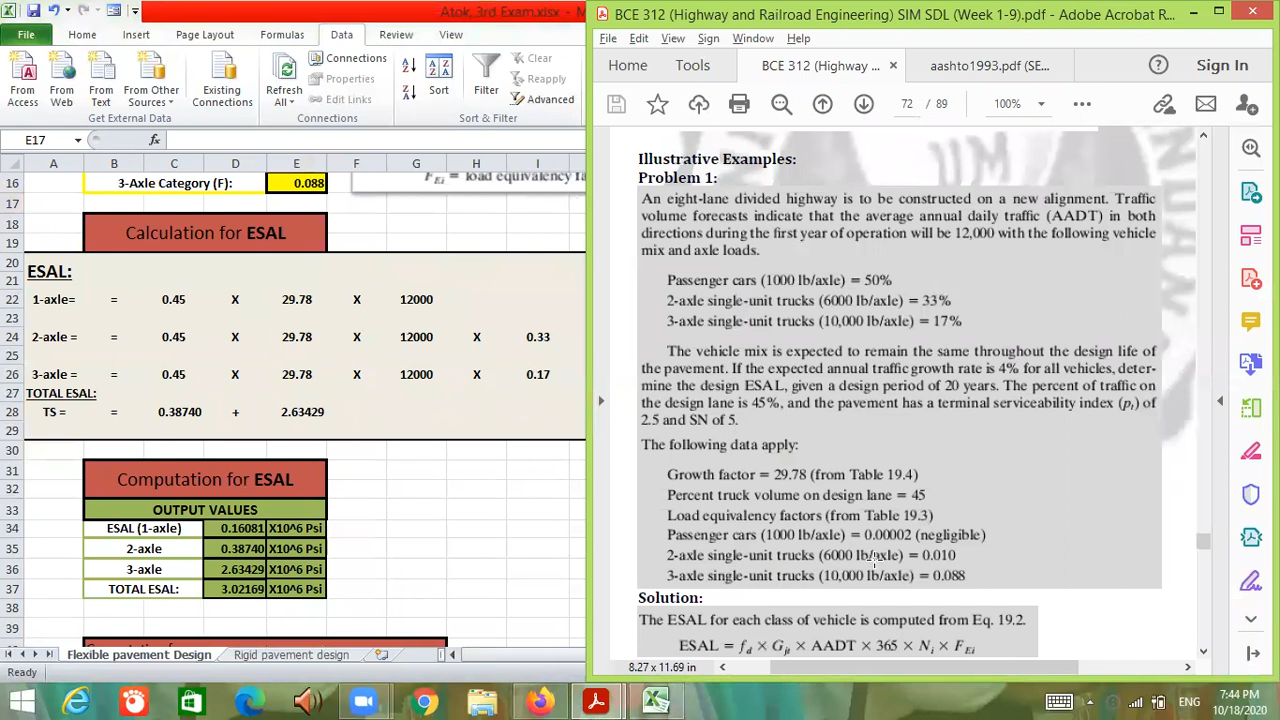 Atok, 3rd Exam.xlsx - M
File Home Insert Page Layout Formulas Data Review View
From Access
From Web
From Text
From Other Sources
Existing Connections
Refresh All
Connections
Properties
Edit Links
Sort
Filter
Clear
Reapply
Advanced
Get External Data
Connections
Sort & Filter
E17
fx
A B C D E F G H I
16 3-Axle Category (F): 0.088
= load equivalency fa
17
18 Calculation for ESAL
19
20 ESAL:
21
22 1-axle= = 0.45 X 29.78 X 12000
23
24 2-axle = = 0.45 X 29.78 X 12000 X 0.33
25
26 3-axle = = 0.45 X 29.78 X 12000 X 0.17
27 TOTAL ESAL:
28 TS = = 0.38740 + 2.63429
29
30
31 Computation for ESAL
32
33 OUTPUT VALUES
34 ESAL (1-axle) 0.16081 X10^6 Psi
35 2-axle 0.38740 X10^6 Psi
36 3-axle 2.63429 X10^6 Psi
37 TOTAL ESAL: 3.02169 X10^6 Psi
38
39
Flexible pavement Design Rigid pavement design
Ready
BCE 312 (Highway and Railroad Engineering) SIM SDL (Week 1-9).pdf - Adobe Acrobat R...
File Edit View Sign Window Help
Home Tools BCE 312 (Highway ... × aashto1993.pdf (SE... Sign In
72 / 89 100%
Illustrative Examples:
Problem 1:
An eight-lane divided highway is to be constructed on a new alignment. Traffic
volume forecasts indicate that the average annual daily traffic (AADT) in both
directions during the first year of operation will be 12,000 with the following vehicle
mix and axle loads.
Passenger cars (1000 lb/axle) = 50%
2-axle single-unit trucks (6000 lb/axle) = 33%
3-axle single-unit trucks (10,000 lb/axle) = 17%
The vehicle mix is expected to remain the same throughout the design life of
the pavement. If the expected annual traffic growth rate is 4% for all vehicles, deter-
mine the design ESAL, given a design period of 20 years. The percent of traffic on
the design lane is 45%, and the pavement has a terminal serviceability index (pt) of
2.5 and SN of 5.
The following data apply:
Growth factor = 29.78 (from Table 19.4)
Percent truck volume on design lane = 45
Load equivalency factors (from Table 19.3)
Passenger cars (1000 lb/axle) = 0.00002 (negligible)
2-axle single-unit trucks (6000 lb/axle) = 0.010
3-axle single-unit trucks (10,000 lb/axle) = 0.088
Solution:
The ESAL for each class of vehicle is computed from Eq. 19.2.
ESAL = fd × Gjt × AADT × 365 × Ni × FEi
8.27 x 11.69 in
7:44 PM
10/18/2020